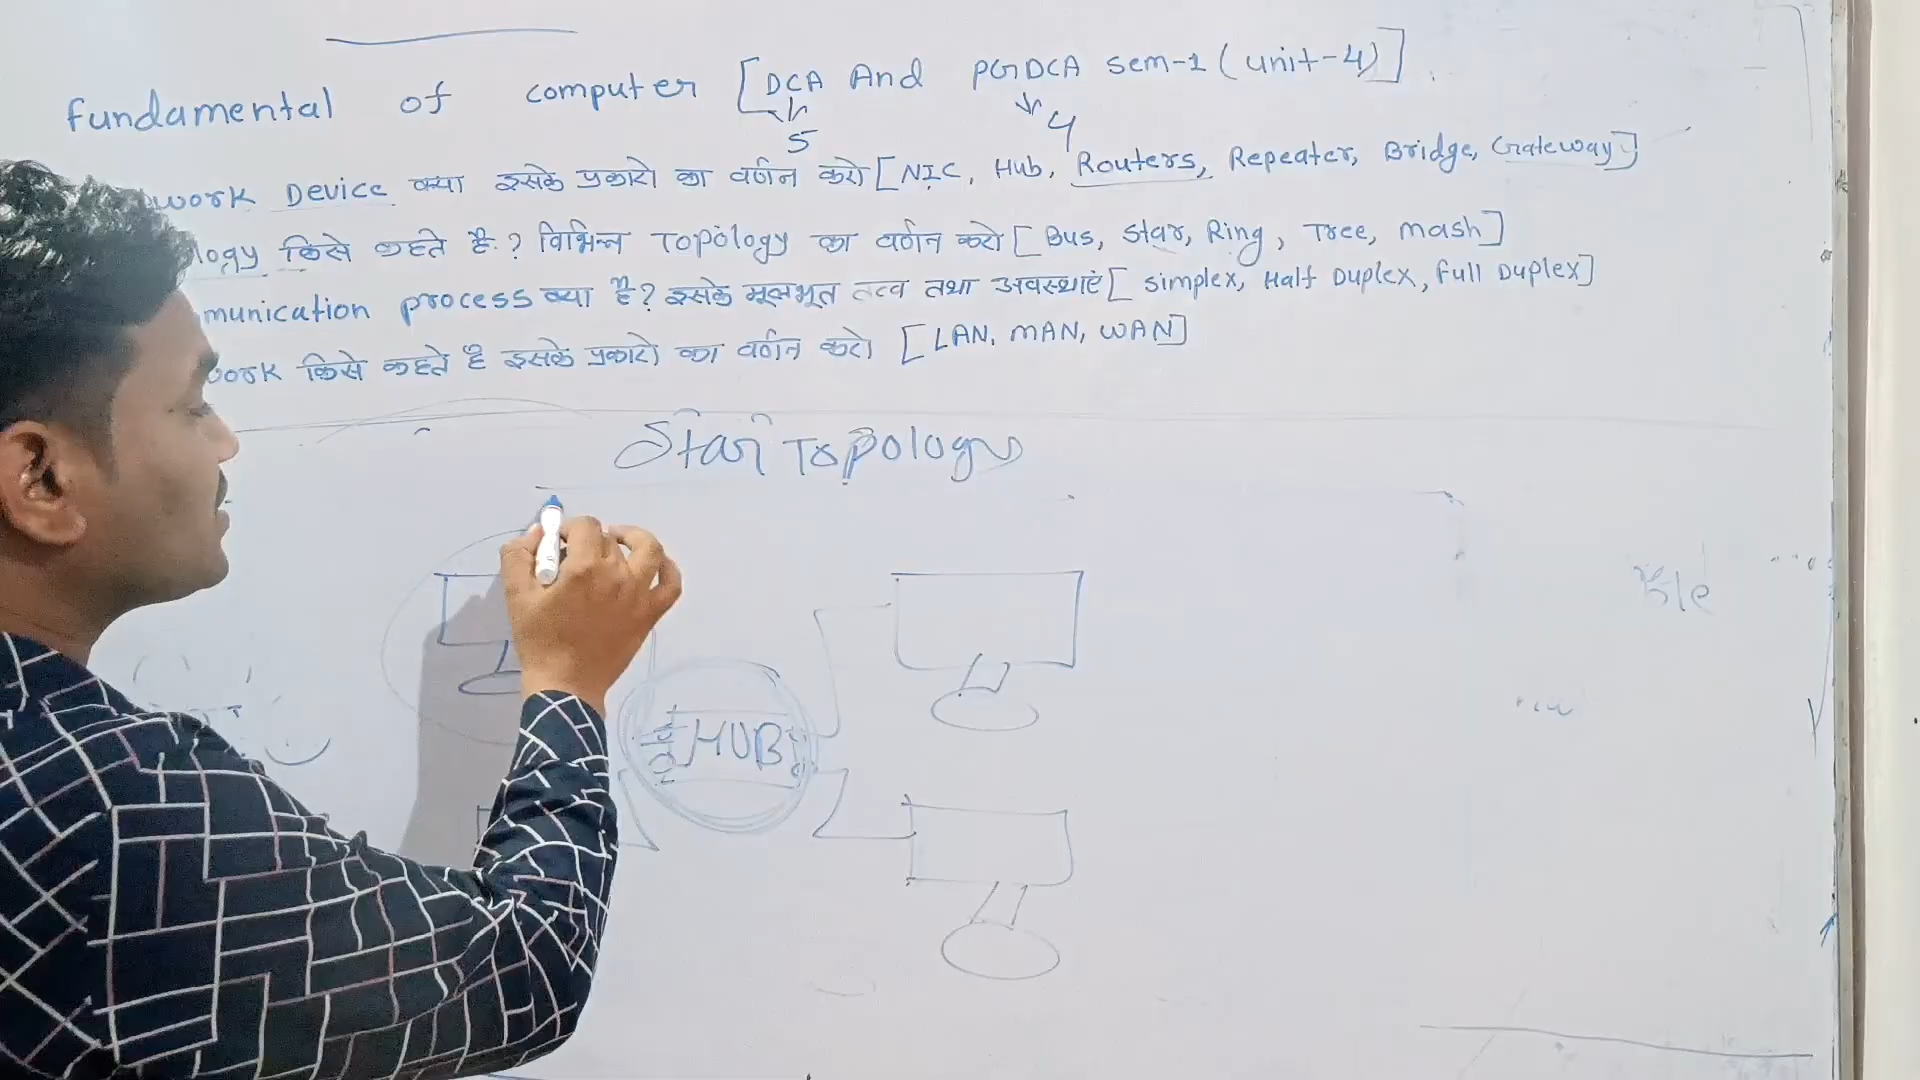 Fundamental of computer [DCA And PGDCA sem-1 (unit-4)]
5 4
work Device क्या इसके प्रकारो का वर्णन करो [NIC, Hub, Routers, Repeater, Bridge, Gateway]
logy किसे कहते है ? विभिन्न Topology का वर्णन करो [Bus, Star, Ring, Tree, mash]
munication process क्या है? इसके मूलभूत तत्व तथा अवस्थाएं [simplex, Half Duplex, Full Duplex]
work किसे कहते है इसके प्रकारो का वर्णन करो [LAN, MAN, WAN]
Star Topology
HUB